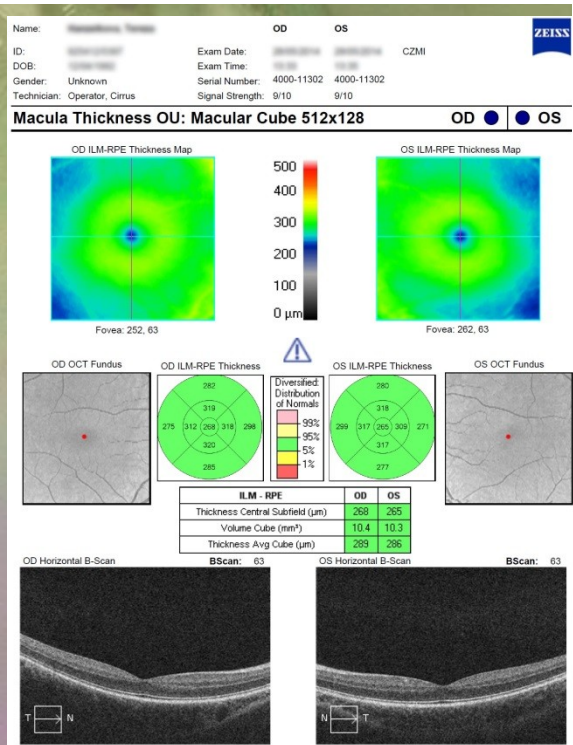 Name: OD OS
ZEISS
ID: Exam Date: CZMI
DOB: Exam Time:
Gender: Unknown Serial Number: 4000-11302 4000-11302
Technician: Operator, Cirrus Signal Strength: 9/10 9/10
Macula Thickness OU: Macular Cube 512x128 OD OS
OD ILM-RPE Thickness Map
500
400
300
200
100
0 µm
OS ILM-RPE Thickness Map
Fovea: 252, 63
Fovea: 262, 63
OD OCT Fundus
OD ILM-RPE Thickness
282
319
275 312 268 318 298
320
285
Diversified:
Distribution
of Normals
99%
95%
5%
1%
OS ILM-RPE Thickness
280
318
299 317 265 309 271
317
277
OS OCT Fundus
ILM - RPE OD OS
Thickness Central Subfield (µm) 268 265
Volume Cube (mm³) 10.4 10.3
Thickness Avg Cube (µm) 289 286
OD Horizontal B-Scan BScan: 63
T N
OS Horizontal B-Scan BScan: 63
N T